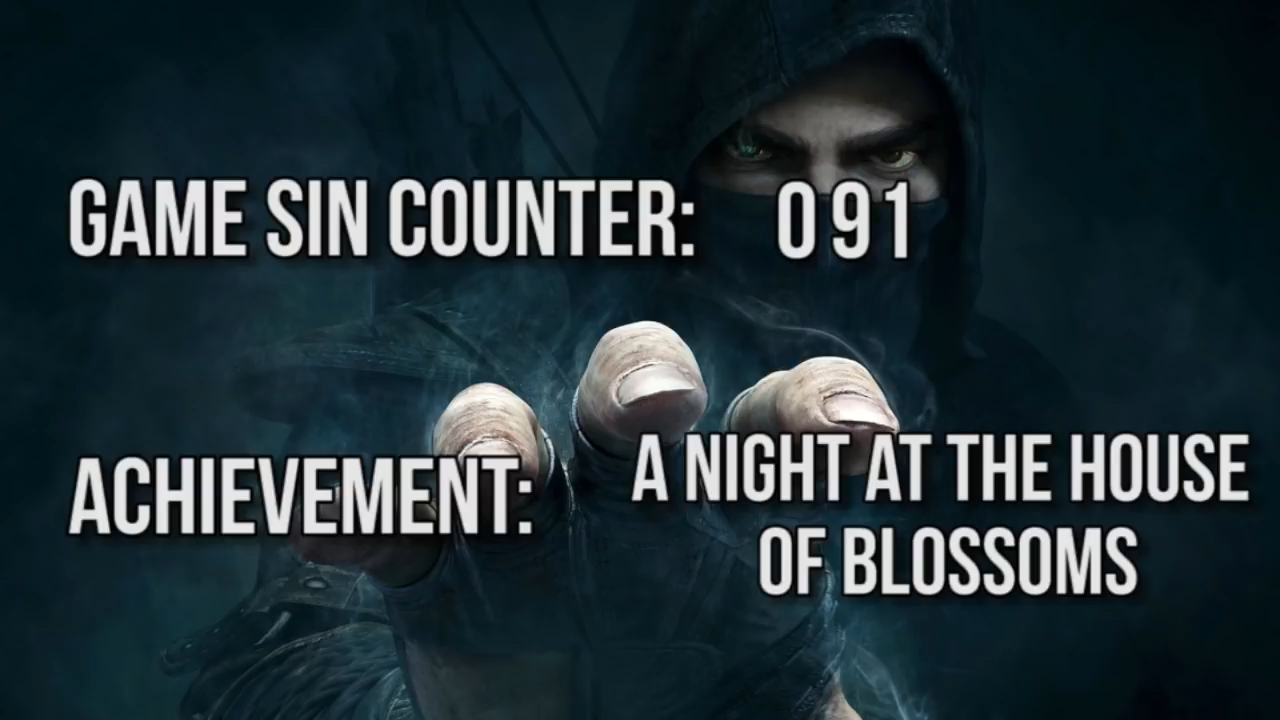 GAME SIN COUNTER: 091
ACHIEVEMENT: A NIGHT AT THE HOUSE
OF BLOSSOMS